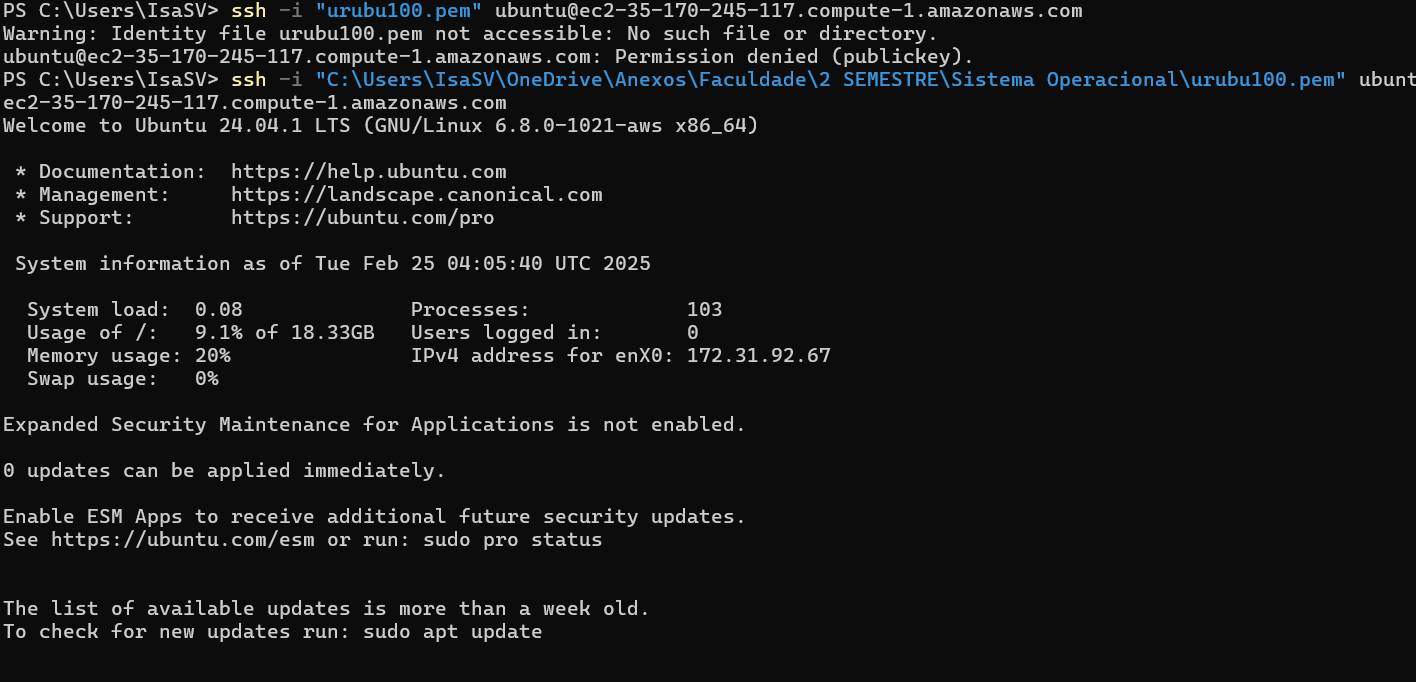 PS C:\Users\IsaSV> ssh -i "urubu100.pem" ubuntu@ec2-35-170-245-117.compute-1.amazonaws.com
Warning: Identity file urubu100.pem not accessible: No such file or directory.
ubuntu@ec2-35-170-245-117.compute-1.amazonaws.com: Permission denied (publickey).
PS C:\Users\IsaSV> ssh -i "C:\Users\IsaSV\OneDrive\Anexos\Faculdade\2 SEMESTRE\Sistema Operacional\urubu100.pem" ubunt
ec2-35-170-245-117.compute-1.amazonaws.com
Welcome to Ubuntu 24.04.1 LTS (GNU/Linux 6.8.0-1021-aws x86_64)
* Documentation:  https://help.ubuntu.com
* Management:     https://landscape.canonical.com
* Support:        https://ubuntu.com/pro
System information as of Tue Feb 25 04:05:40 UTC 2025
System load:  0.08              Processes:             103
Usage of /:   9.1% of 18.33GB   Users logged in:       0
Memory usage: 20%               IPv4 address for enX0: 172.31.92.67
Swap usage:   0%
Expanded Security Maintenance for Applications is not enabled.
0 updates can be applied immediately.
Enable ESM Apps to receive additional future security updates.
See https://ubuntu.com/esm or run: sudo pro status
The list of available updates is more than a week old.
To check for new updates run: sudo apt update